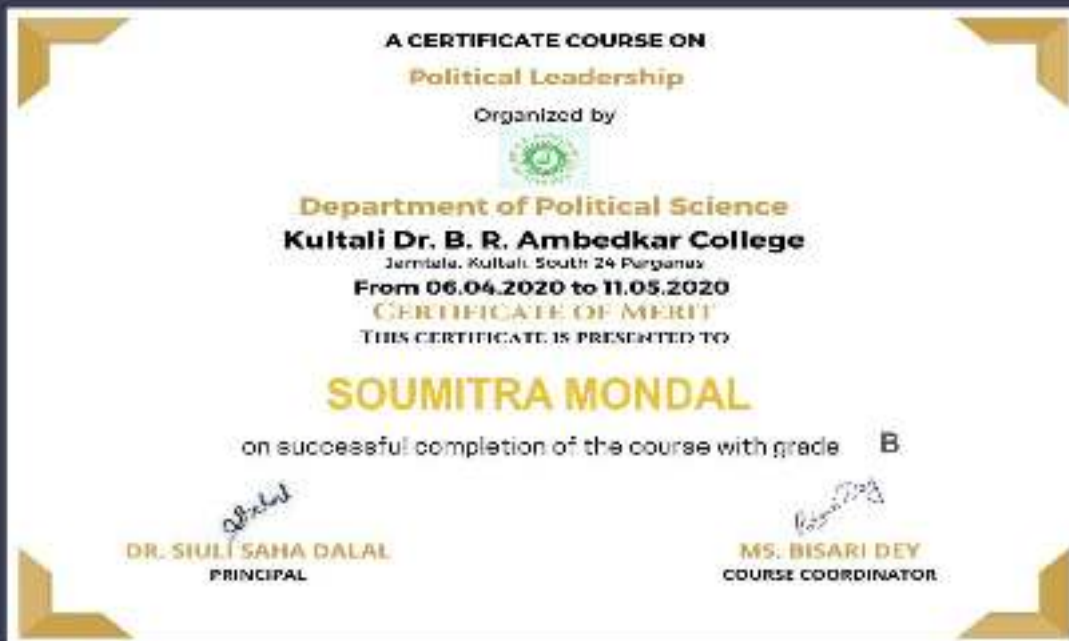 A CERTIFICATE COURSE ON
Political Leadership
Organized by
Department of Political Science
Kultali Dr. B. R. Ambedkar College
Jamtala, Kultali, South 24 Parganas
From 06.04.2020 to 11.05.2020
CERTIFICATE OF MERIT
THIS CERTIFICATE IS PRESENTED TO
SOUMITRA MONDAL
on successful completion of the course with grade B
DR. SIULI SAHA DALAL
PRINCIPAL
MS. BISARI DEY
COURSE COORDINATOR